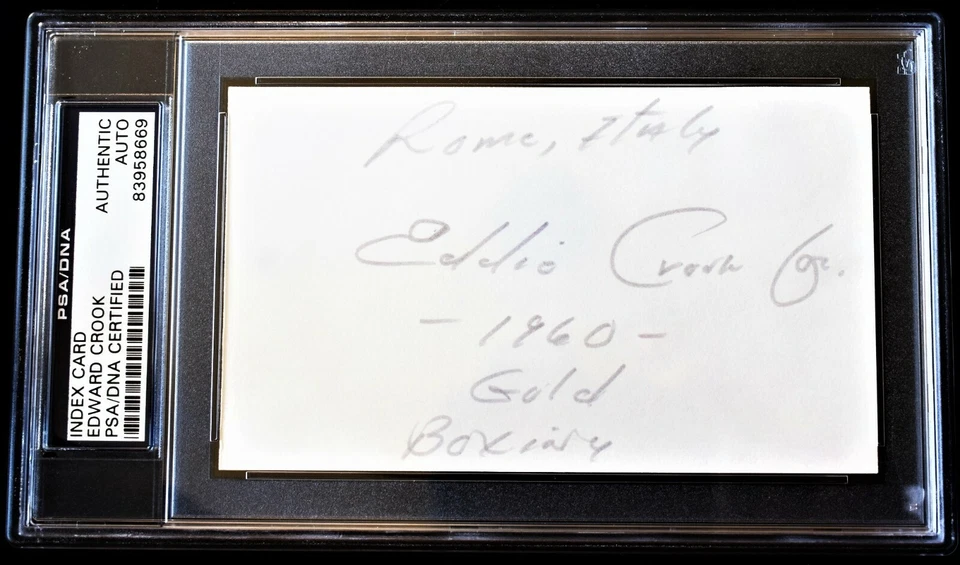 PSA/DNA
INDEX CARD
EDWARD CROOK
PSA/DNA CERTIFIED
AUTHENTIC
AUTO
83958669
Rome, Italy
Eddie Crook Jr.
- 1960 -
Gold
Boxing